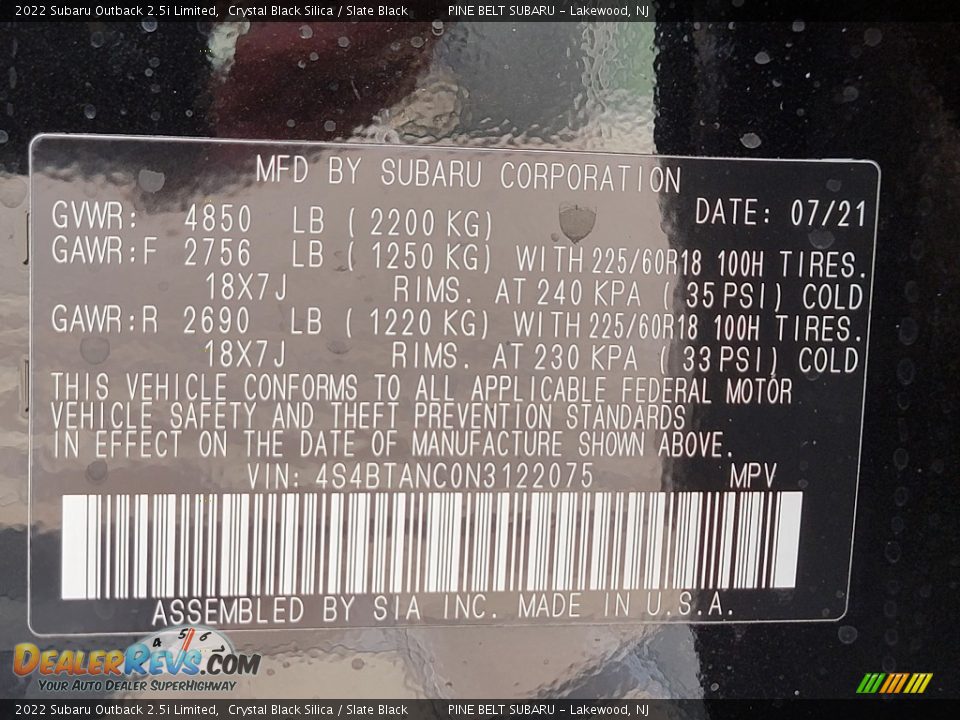 2022 Subaru Outback 2.5i Limited, Crystal Black Silica / Slate Black PINE BELT SUBARU - Lakewood, NJ
MFD BY SUBARU CORPORATION
GVWR: 4850 LB ( 2200 KG) DATE: 07/21
GAWR:F 2756 LB ( 1250 KG) WITH 225/60R18 100H TIRES.
18X7J RIMS. AT 240 KPA ( 35 PSI) COLD
GAWR:R 2690 LB ( 1220 KG) WITH 225/60R18 100H TIRES.
18X7J RIMS. AT 230 KPA ( 33 PSI) COLD
THIS VEHICLE CONFORMS TO ALL APPLICABLE FEDERAL MOTOR
VEHICLE SAFETY AND THEFT PREVENTION STANDARDS
IN EFFECT ON THE DATE OF MANUFACTURE SHOWN ABOVE.
VIN: 4S4BTANC0N3122075 MPV
ASSEMBLED BY SIA INC. MADE IN U.S.A.
4 5 6
DEALERREVS.COM
YOUR AUTO DEALER SUPERHIGHWAY
2022 Subaru Outback 2.5i Limited, Crystal Black Silica / Slate Black PINE BELT SUBARU - Lakewood, NJ